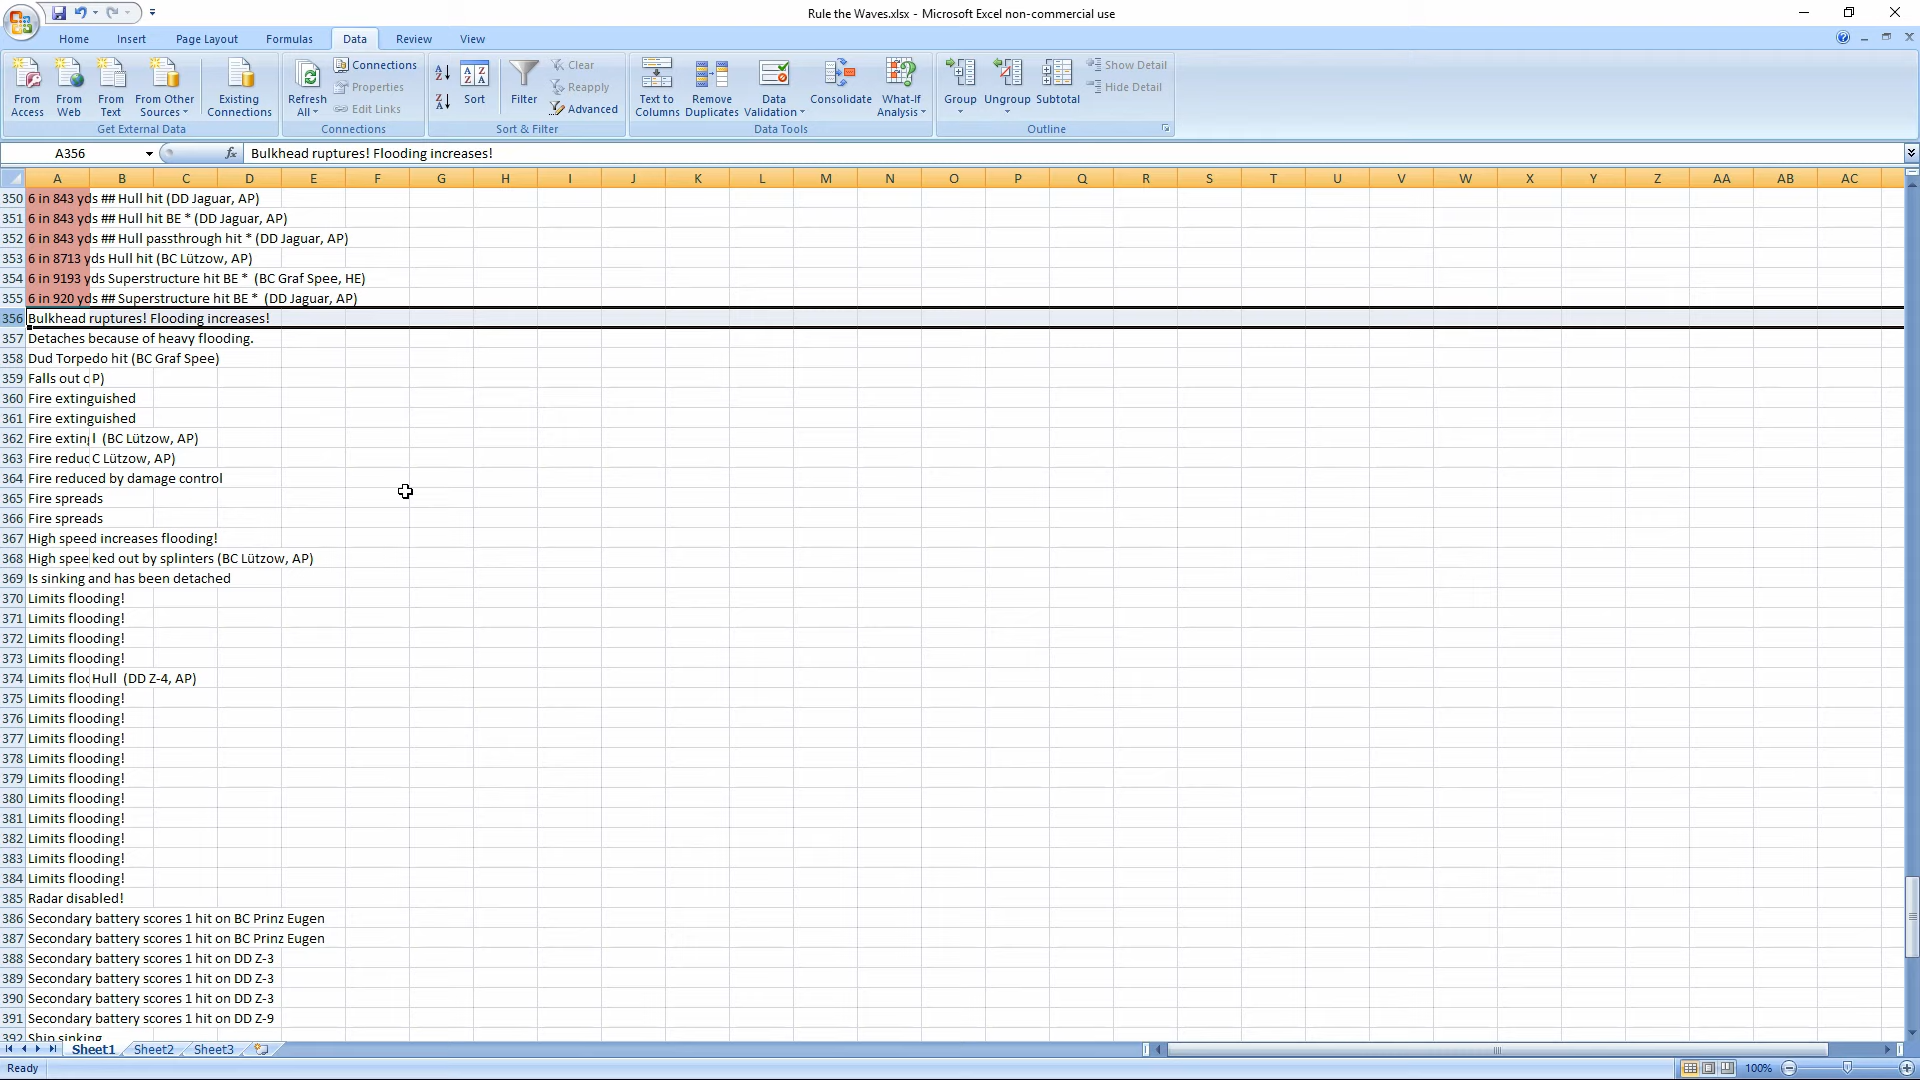 Rule the Waves.xlsx - Microsoft Excel non-commercial use
Home Insert Page Layout Formulas Data Review View
From Access
From Web
From Text
From Other Sources
Existing Connections
Get External Data
Refresh All
Connections
Properties
Edit Links
Connections
Sort
Filter
Clear
Reapply
Advanced
Sort & Filter
Text to Columns
Remove Duplicates
Data Validation
Consolidate
What-If Analysis
Data Tools
Group
Ungroup
Subtotal
Show Detail
Hide Detail
Outline
A356 fx Bulkhead ruptures! Flooding increases!
A B C D E F G H I J K L M N O P Q R S T U V W X Y Z AA AB AC
350 6 in 843 yds ## Hull hit (DD Jaguar, AP)
351 6 in 843 yds ## Hull hit BE * (DD Jaguar, AP)
352 6 in 843 yds ## Hull passthrough hit * (DD Jaguar, AP)
353 6 in 8713 yds Hull hit (BC Lützow, AP)
354 6 in 9193 yds Superstructure hit BE * (BC Graf Spee, HE)
355 6 in 920 yds ## Superstructure hit BE * (DD Jaguar, AP)
356 Bulkhead ruptures! Flooding increases!
357 Detaches because of heavy flooding.
358 Dud Torpedo hit (BC Graf Spee)
359 Falls out P)
360 Fire extinguished
361 Fire extinguished
362 Fire exting l (BC Lützow, AP)
363 Fire reduc C Lützow, AP)
364 Fire reduced by damage control
365 Fire spreads
366 Fire spreads
367 High speed increases flooding!
368 High spee ked out by splinters (BC Lützow, AP)
369 Is sinking and has been detached
370 Limits flooding!
371 Limits flooding!
372 Limits flooding!
373 Limits flooding!
374 Limits floo Hull (DD Z-4, AP)
375 Limits flooding!
376 Limits flooding!
377 Limits flooding!
378 Limits flooding!
379 Limits flooding!
380 Limits flooding!
381 Limits flooding!
382 Limits flooding!
383 Limits flooding!
384 Limits flooding!
385 Radar disabled!
386 Secondary battery scores 1 hit on BC Prinz Eugen
387 Secondary battery scores 1 hit on BC Prinz Eugen
388 Secondary battery scores 1 hit on DD Z-3
389 Secondary battery scores 1 hit on DD Z-3
390 Secondary battery scores 1 hit on DD Z-3
391 Secondary battery scores 1 hit on DD Z-9
392 Ship sinking
Sheet1 Sheet2 Sheet3
Ready 100%